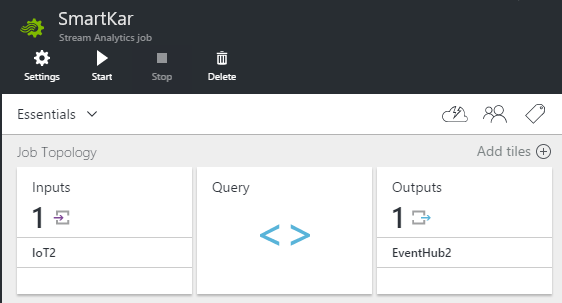 SmartKar
Stream Analytics job
Settings
Start
Stop
Delete
Essentials
Job Topology
Add tiles
Inputs
1
IoT2
Query
< >
Outputs
1
EventHub2